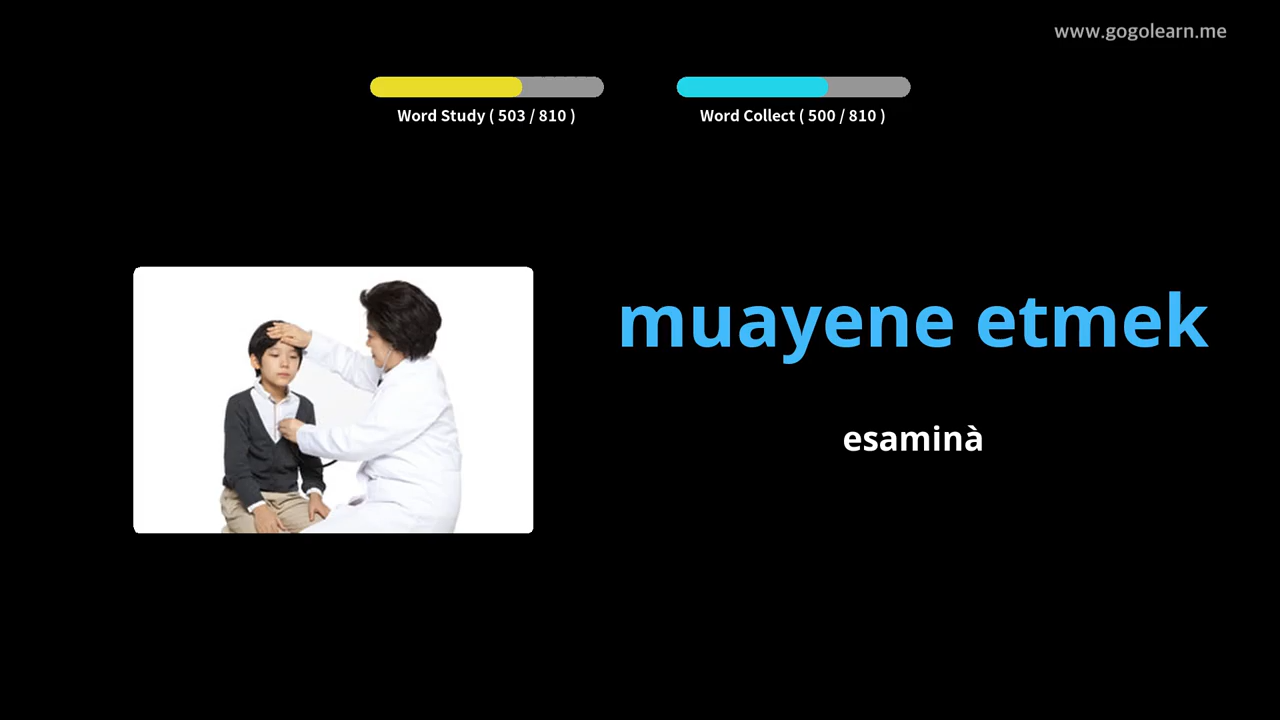 www.gogolearn.me
Word Study ( 503 / 810 )
Word Collect ( 500 / 810 )
muayene etmek
esaminà